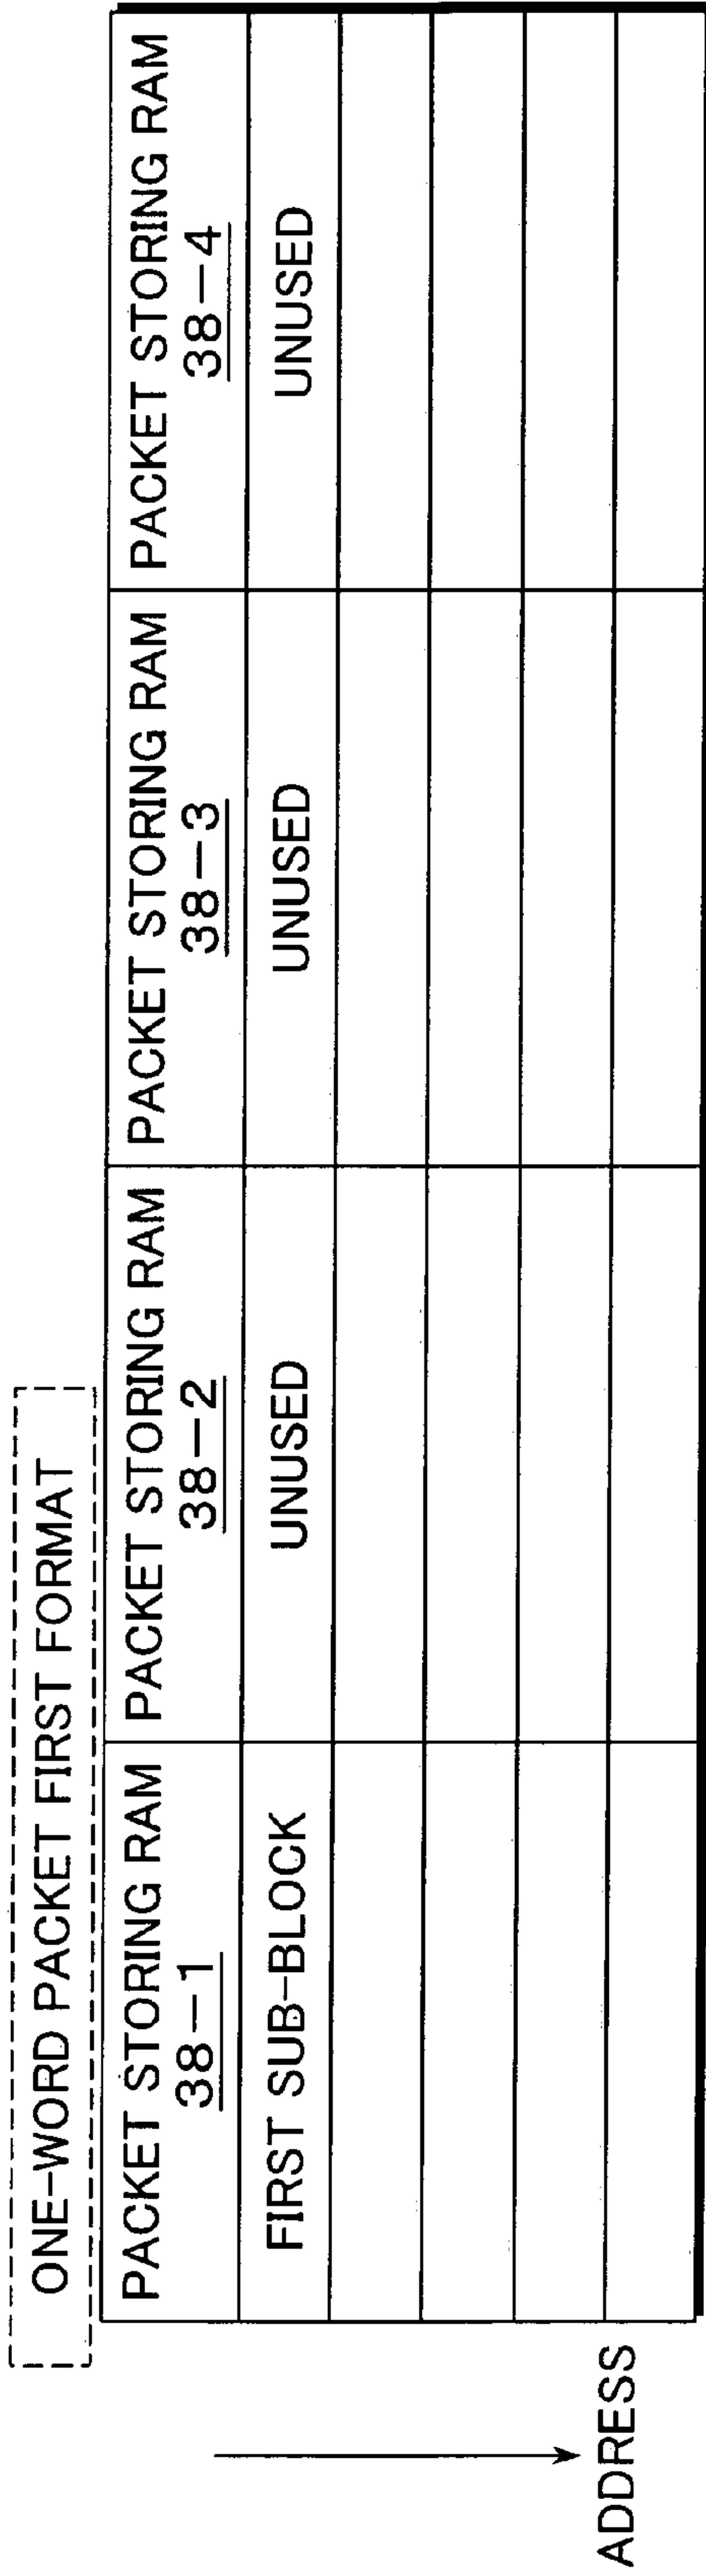 ONE-WORD PACKET FIRST FORMAT
PACKET STORING RAM
38-1
PACKET STORING RAM
38-2
PACKET STORING RAM
38-3
PACKET STORING RAM
38-4
FIRST SUB-BLOCK
UNUSED
UNUSED
UNUSED
ADDRESS